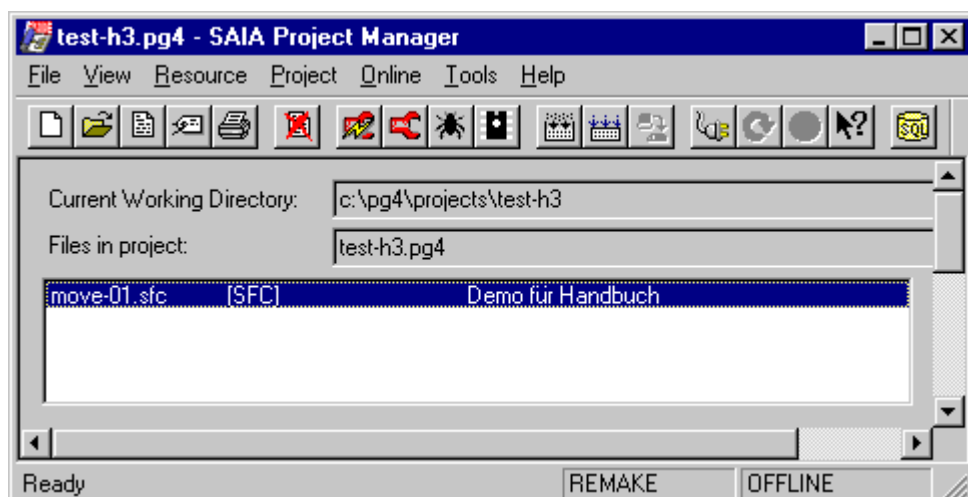 test-h3.pg4 - SAIA Project Manager
File View Resource Project Online Tools Help
SQL
Current Working Directory: c:\pg4\projects\test-h3
Files in project: test-h3.pg4
move-01.sfc [SFC] Demo für Handbuch
Ready REMAKE OFFLINE